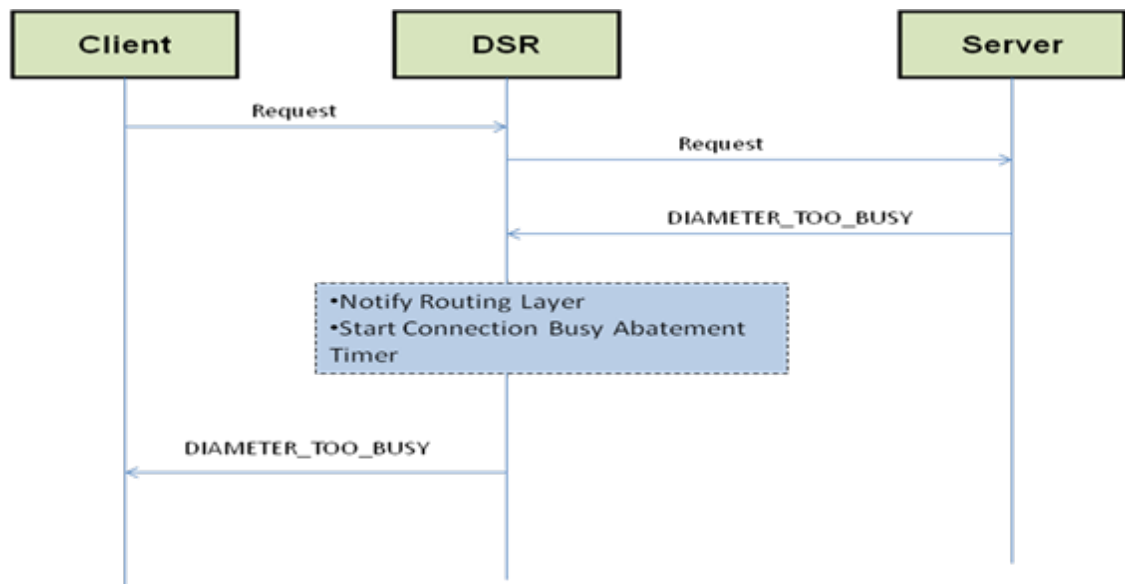 Client
DSR
Server
Request
Request
DIAMETER_TOO_BUSY
•Notify Routing Layer
•Start Connection Busy Abatement
Timer
DIAMETER_TOO_BUSY